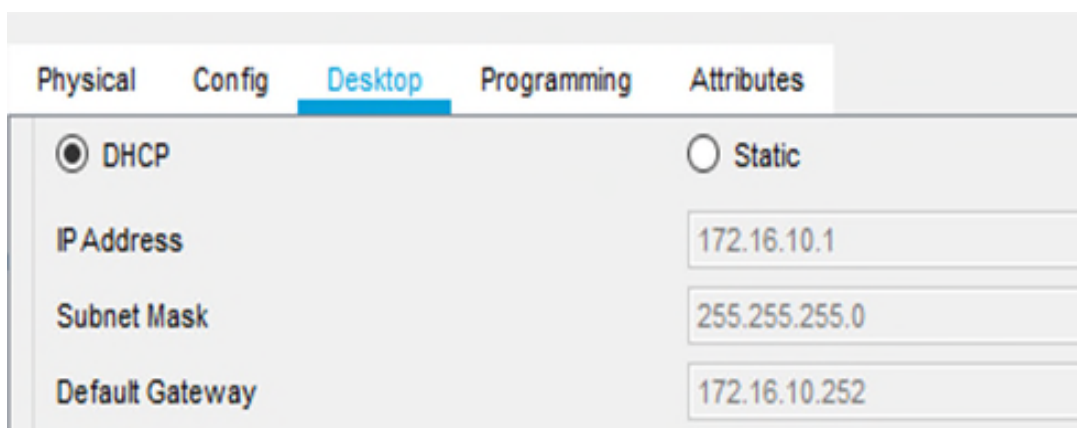 Physical Config Desktop Programming Attributes
DHCP Static
IP Address 172.16.10.1
Subnet Mask 255.255.255.0
Default Gateway 172.16.10.252